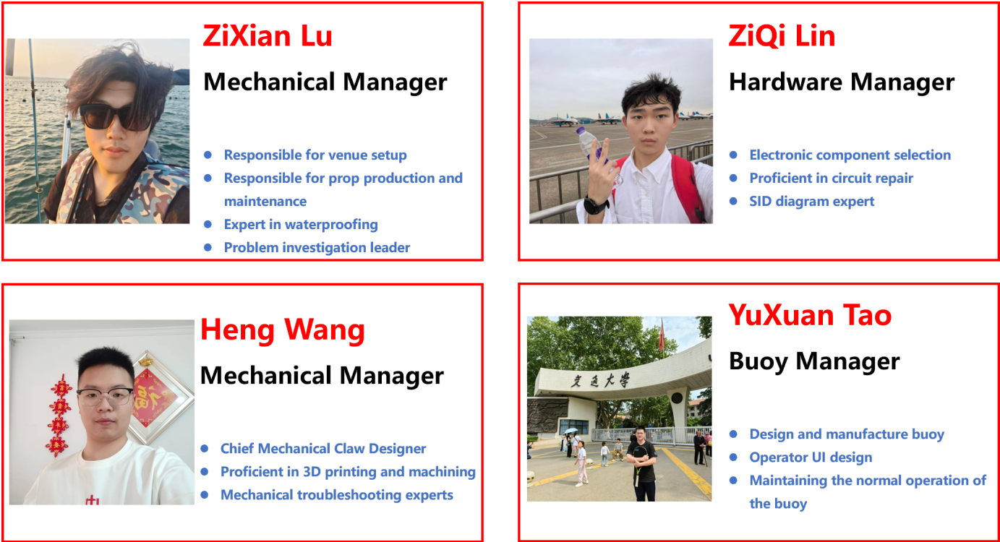 ZiXian Lu
Mechanical Manager
● Responsible for venue setup
● Responsible for prop production and
maintenance
● Expert in waterproofing
● Problem investigation leader
ZiQi Lin
Hardware Manager
● Electronic component selection
● Proficient in circuit repair
● SID diagram expert
福
Heng Wang
Mechanical Manager
● Chief Mechanical Claw Designer
● Proficient in 3D printing and machining
● Mechanical troubleshooting experts
交通大学
YuXuan Tao
Buoy Manager
● Design and manufacture buoy
● Operator UI design
● Maintaining the normal operation of
the buoy